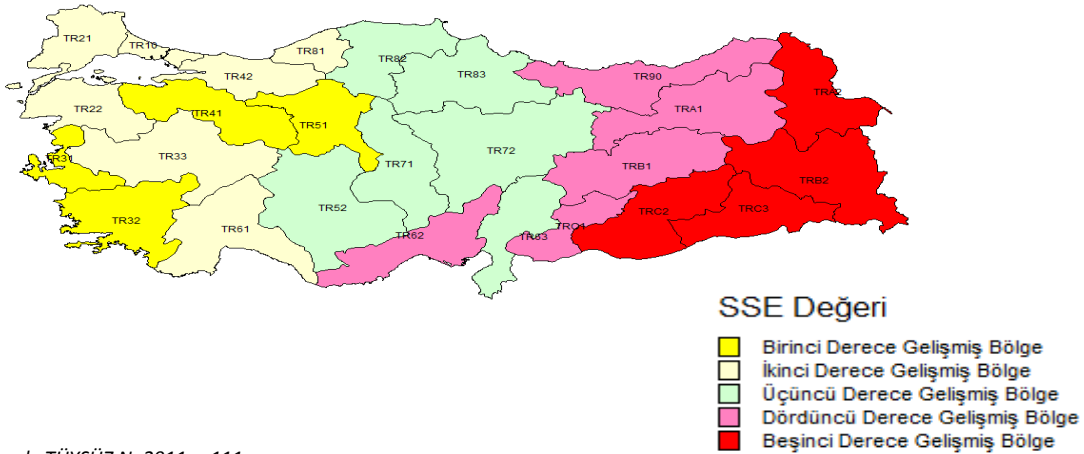 TR21
TR10
TR81
TR82
TR42
TR83
TR90
TRA2
TR22
TR41
TR51
TRA1
TR31
TR33
TR71
TR72
TRB1
TRB2
TR32
TR52
TRC2
TRC3
TR61
TR62
TR63
SSE Değeri
Birinci Derece Gelişmiş Bölge
İkinci Derece Gelişmiş Bölge
Üçüncü Derece Gelişmiş Bölge
Dördüncü Derece Gelişmiş Bölge
Beşinci Derece Gelişmiş Bölge